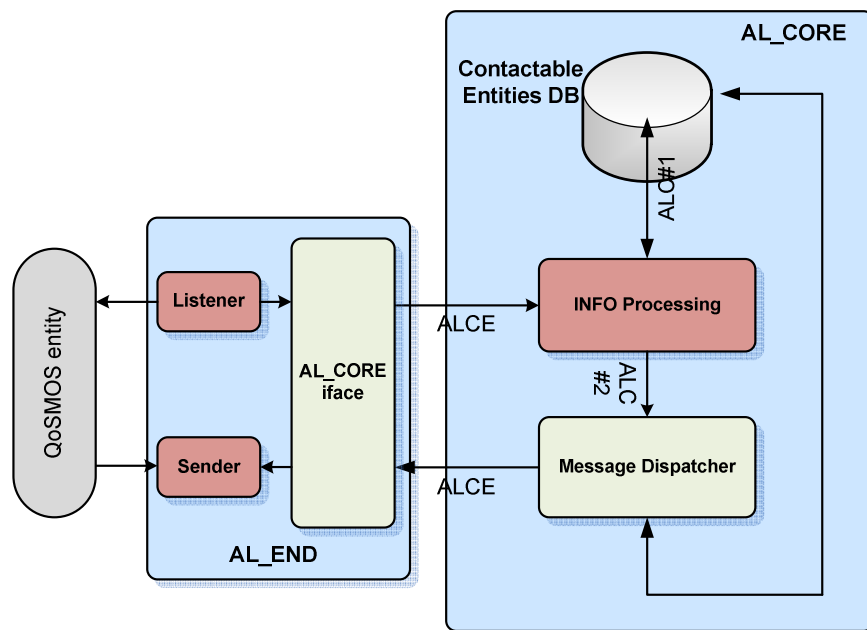 AL_CORE
Contactable
Entities DB
ALC#1
Listener
INFO Processing
ALCE
QoSMOS entity
AL_CORE
iface
ALC
#2
Sender
Message Dispatcher
ALCE
AL_END